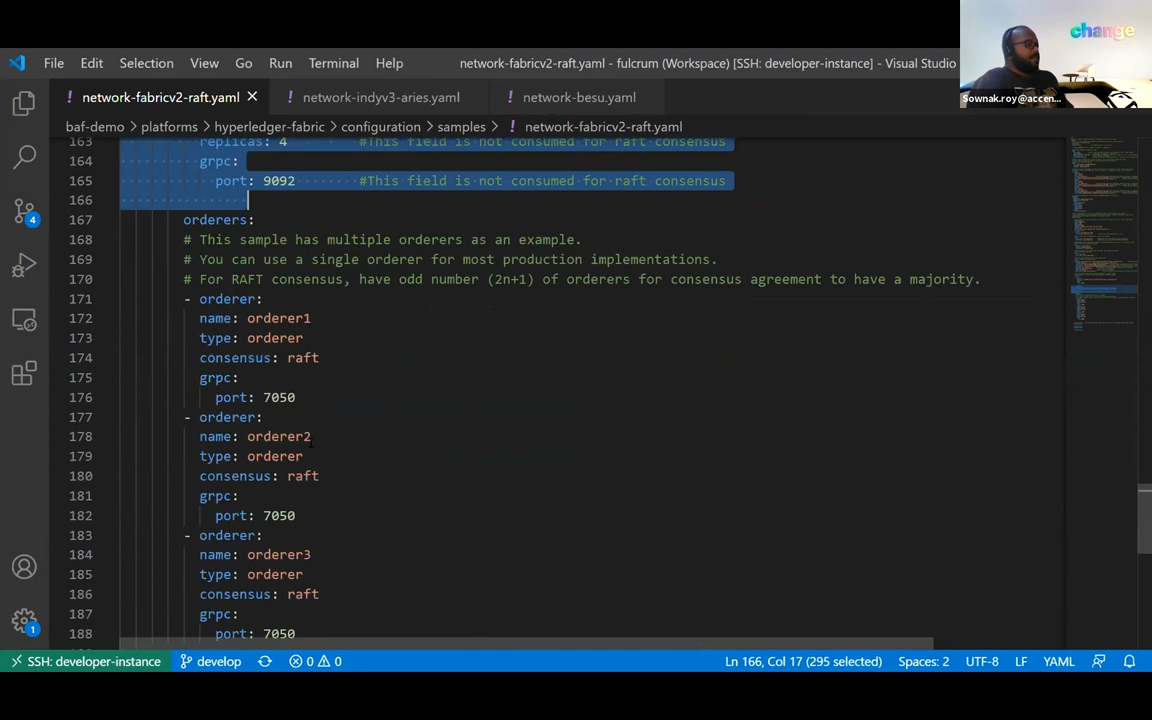 change
Sownak.roy@accen...
File Edit Selection View Go Run Terminal Help network-fabricv2-raft.yaml - fulcrum (Workspace) [SSH: developer-instance] - Visual Studio
! network-fabricv2-raft.yaml ! network-indyv3-aries.yaml ! network-besu.yaml
baf-demo > platforms > hyperledger-fabric > configuration > samples > ! network-fabricv2-raft.yaml
163 replicas: 4 #This field is not consumed for raft consensus
164 grpc:
165 port: 9092 #This field is not consumed for raft consensus
166
167 orderers:
168 # This sample has multiple orderers as an example.
169 # You can use a single orderer for most production implementations.
170 # For RAFT consensus, have odd number (2n+1) of orderers for consensus agreement to have a majority.
171 - orderer:
172 name: orderer1
173 type: orderer
174 consensus: raft
175 grpc:
176 port: 7050
177 - orderer:
178 name: orderer2
179 type: orderer
180 consensus: raft
181 grpc:
182 port: 7050
183 - orderer:
184 name: orderer3
185 type: orderer
186 consensus: raft
187 grpc:
188 port: 7050
4
1
SSH: developer-instance develop 0 0 Ln 166, Col 17 (295 selected) Spaces: 2 UTF-8 LF YAML